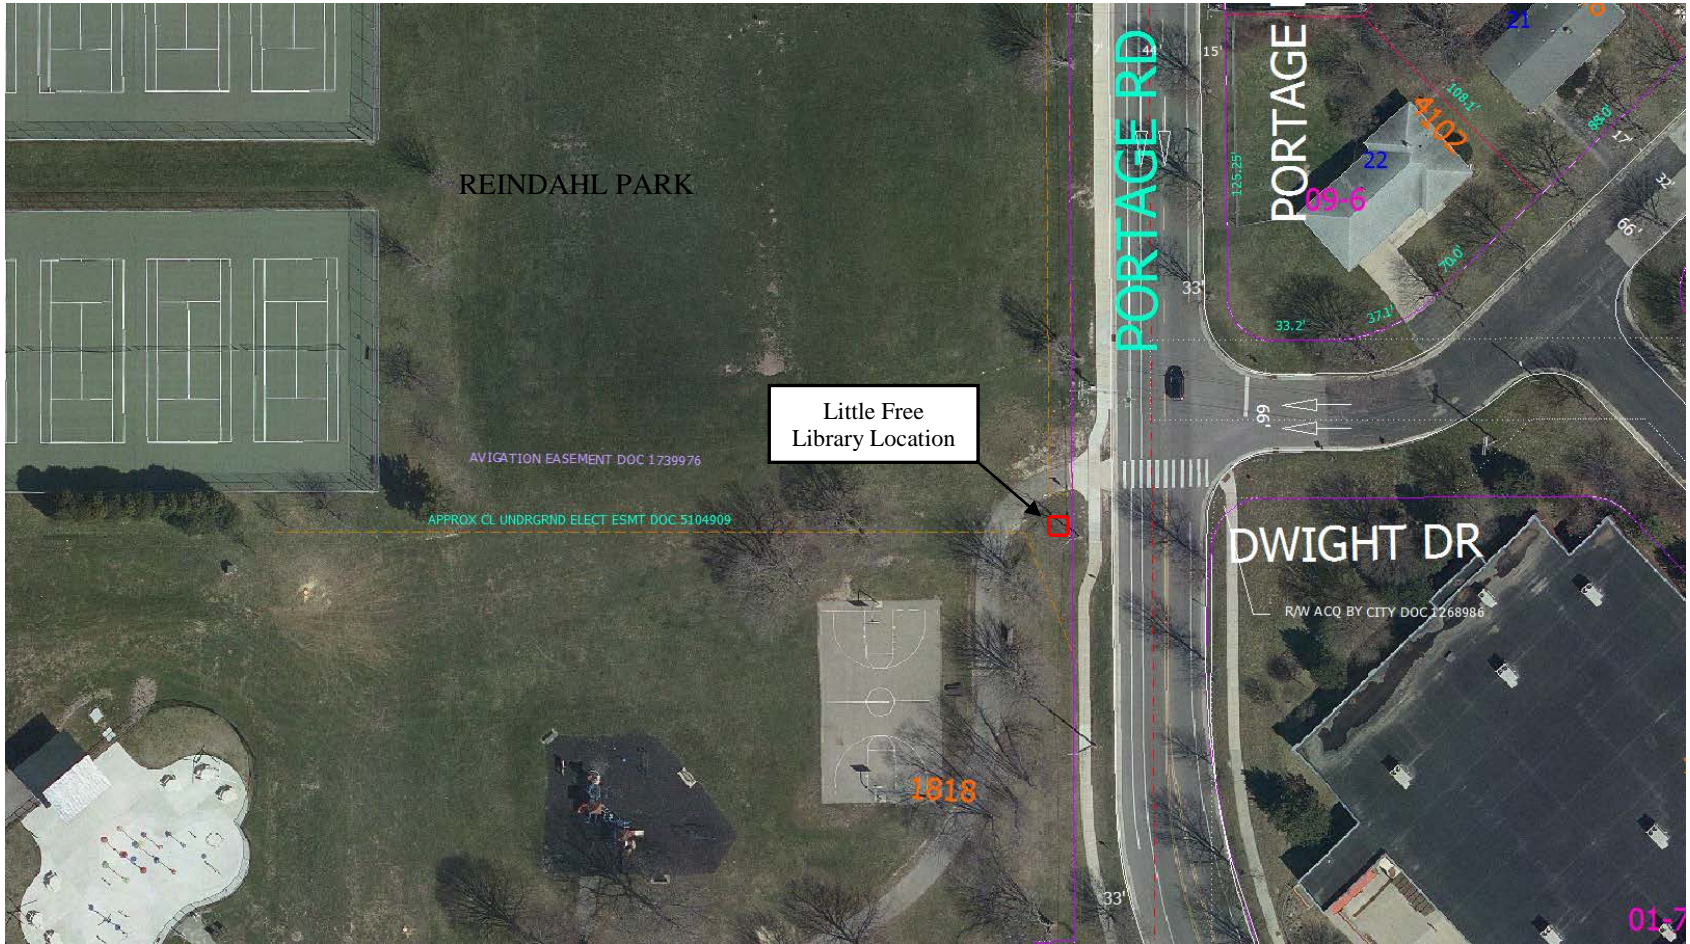 REINDAHL PARK
PORTAGE RD
PORTAGE
7'
44'
15'
125.25'
21
4102
22
09-6
108.1'
88.0'
17'
32'
66'
70.0'
37.1'
33.2'
33'
66'
Little Free
Library Location
AVIGATION EASEMENT DOC 1739976
APPROX CL UNDRGRND ELECT ESMT DOC 5104909
DWIGHT DR
R/W ACQ BY CITY DOC 1268986
1818
33'
01-7